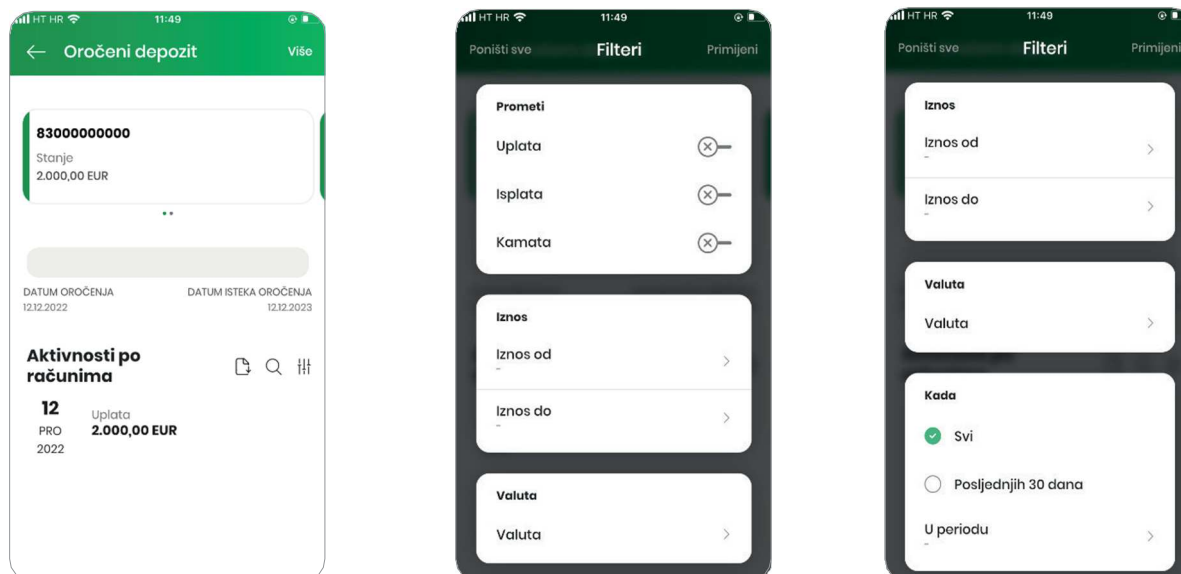 HT HR 11:49
Oročeni depozit Više
83000000000
Stanje
2.000,00 EUR
DATUM OROČENJA DATUM ISTEKA OROČENJA
12.12.2022 12.12.2023
Aktivnosti po
računima
12
PRO
2022
Uplata
2.000,00 EUR
HT HR 11:49
Poništi sve Filteri Primijeni
Prometi
Uplata
Isplata
Kamata
Iznos
Iznos od
-
Iznos do
-
Valuta
Valuta
HT HR 11:49
Poništi sve Filteri Primijeni
Iznos
Iznos od
-
Iznos do
-
Valuta
Valuta
Kada
Svi
Posljednjih 30 dana
U periodu
-